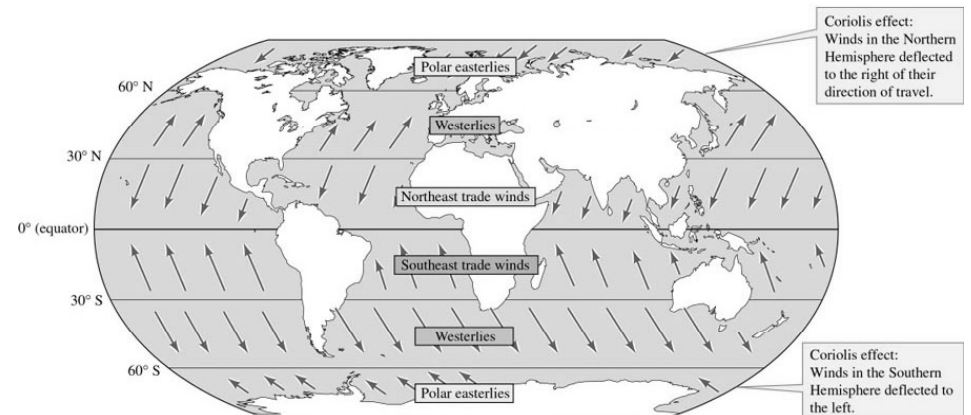 Coriolis effect:
Winds in the Northern
Hemisphere deflected
to the right of their
direction of travel.
Polar easterlies
60° N
Westerlies
30° N
Northeast trade winds
0° (equator)
Southeast trade winds
30° S
Westerlies
60° S
Polar easterlies
Coriolis effect:
Winds in the Southern
Hemisphere deflected to
the left.